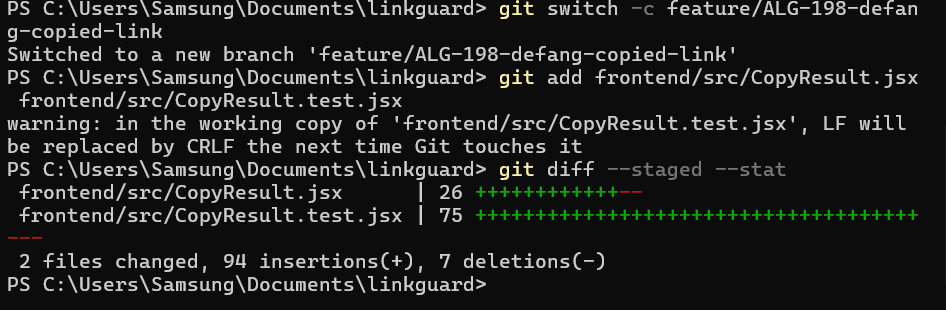 PS C:\Users\Samsung\Documents\linkguard> git switch -c feature/ALG-198-defan
g-copied-link
Switched to a new branch 'feature/ALG-198-defang-copied-link'
PS C:\Users\Samsung\Documents\linkguard> git add frontend/src/CopyResult.jsx
 frontend/src/CopyResult.test.jsx
warning: in the working copy of 'frontend/src/CopyResult.test.jsx', LF will
be replaced by CRLF the next time Git touches it
PS C:\Users\Samsung\Documents\linkguard> git diff --staged --stat
 frontend/src/CopyResult.jsx      | 26 ++++++++++++--
 frontend/src/CopyResult.test.jsx | 75 +++++++++++++++++++++++++++++++++++++
---
 2 files changed, 94 insertions(+), 7 deletions(-)
PS C:\Users\Samsung\Documents\linkguard>